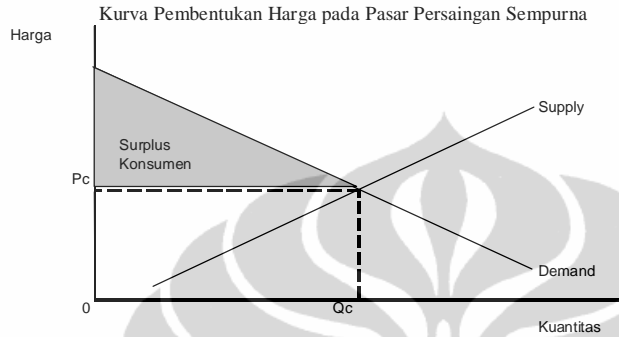 Kurva Pembentukan Harga pada Pasar Persaingan Sempurna
Harga
Supply
Surplus
Konsumen
Pc
Demand
0
Qc
Kuantitas